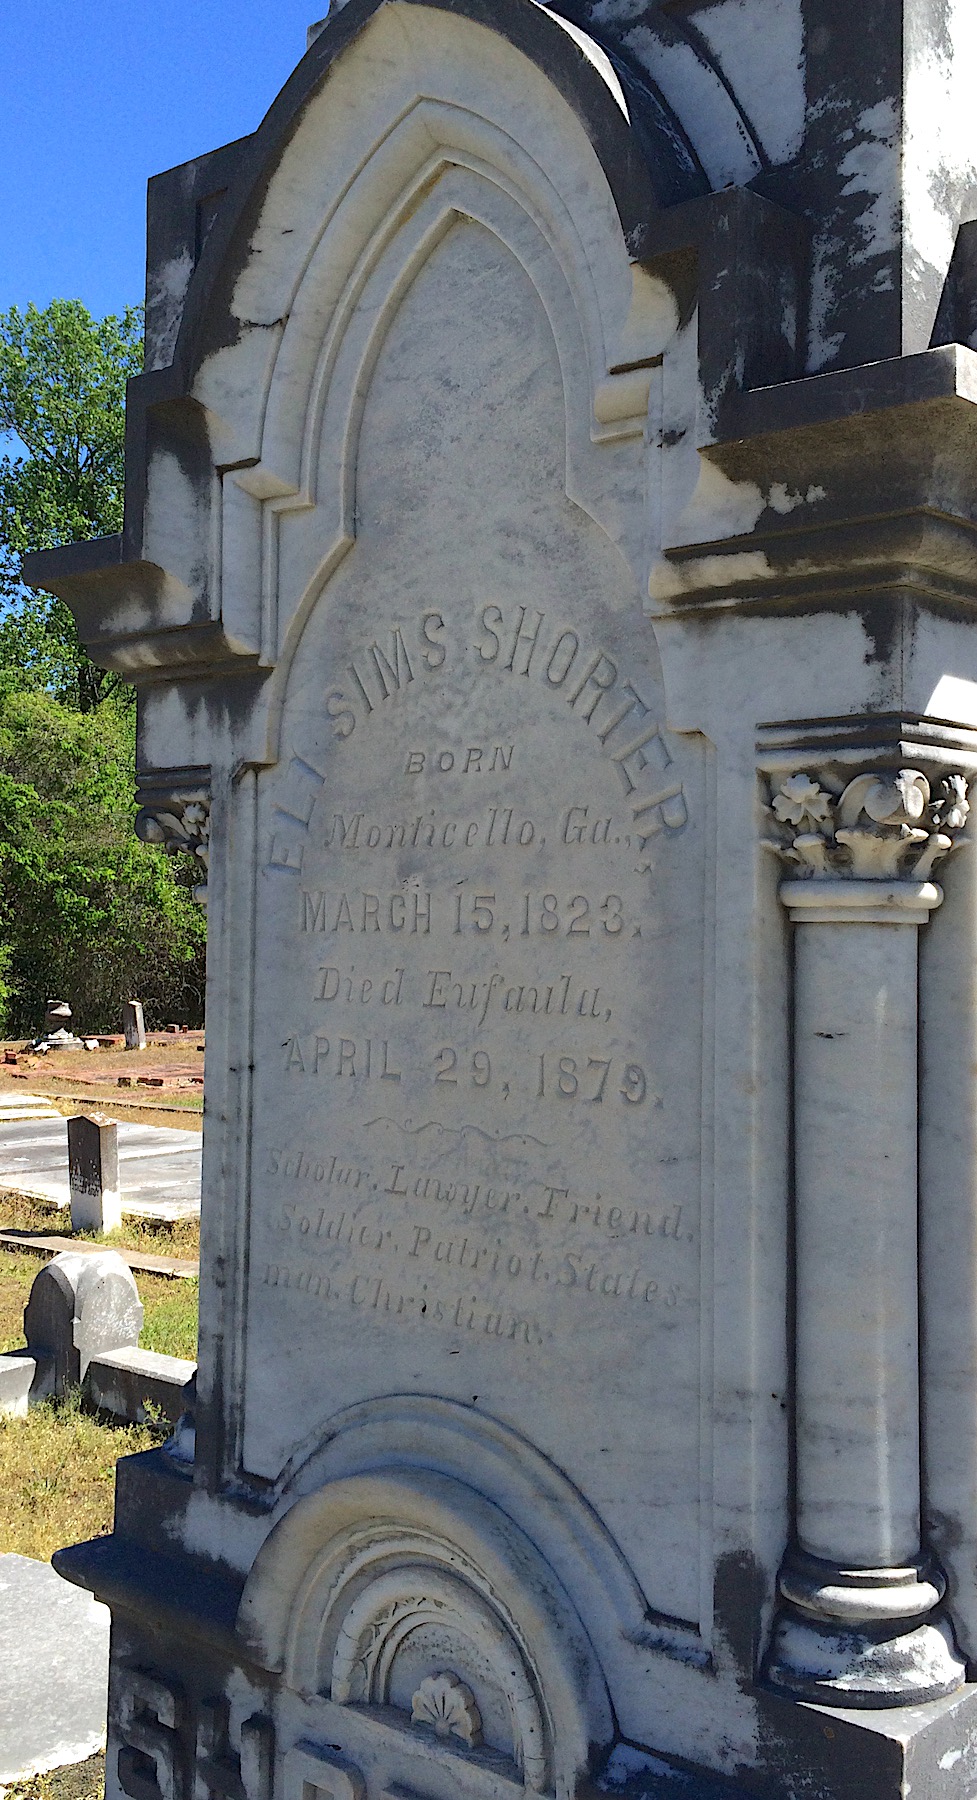 ELI SIMS SHORTER,
BORN
Monticello, Ga.,
MARCH 15, 1823.
Died Eufaula,
APRIL 29, 1879.
Scholar. Lawyer. Friend.
Soldier. Patriot. States-
man. Christian.
SHOR